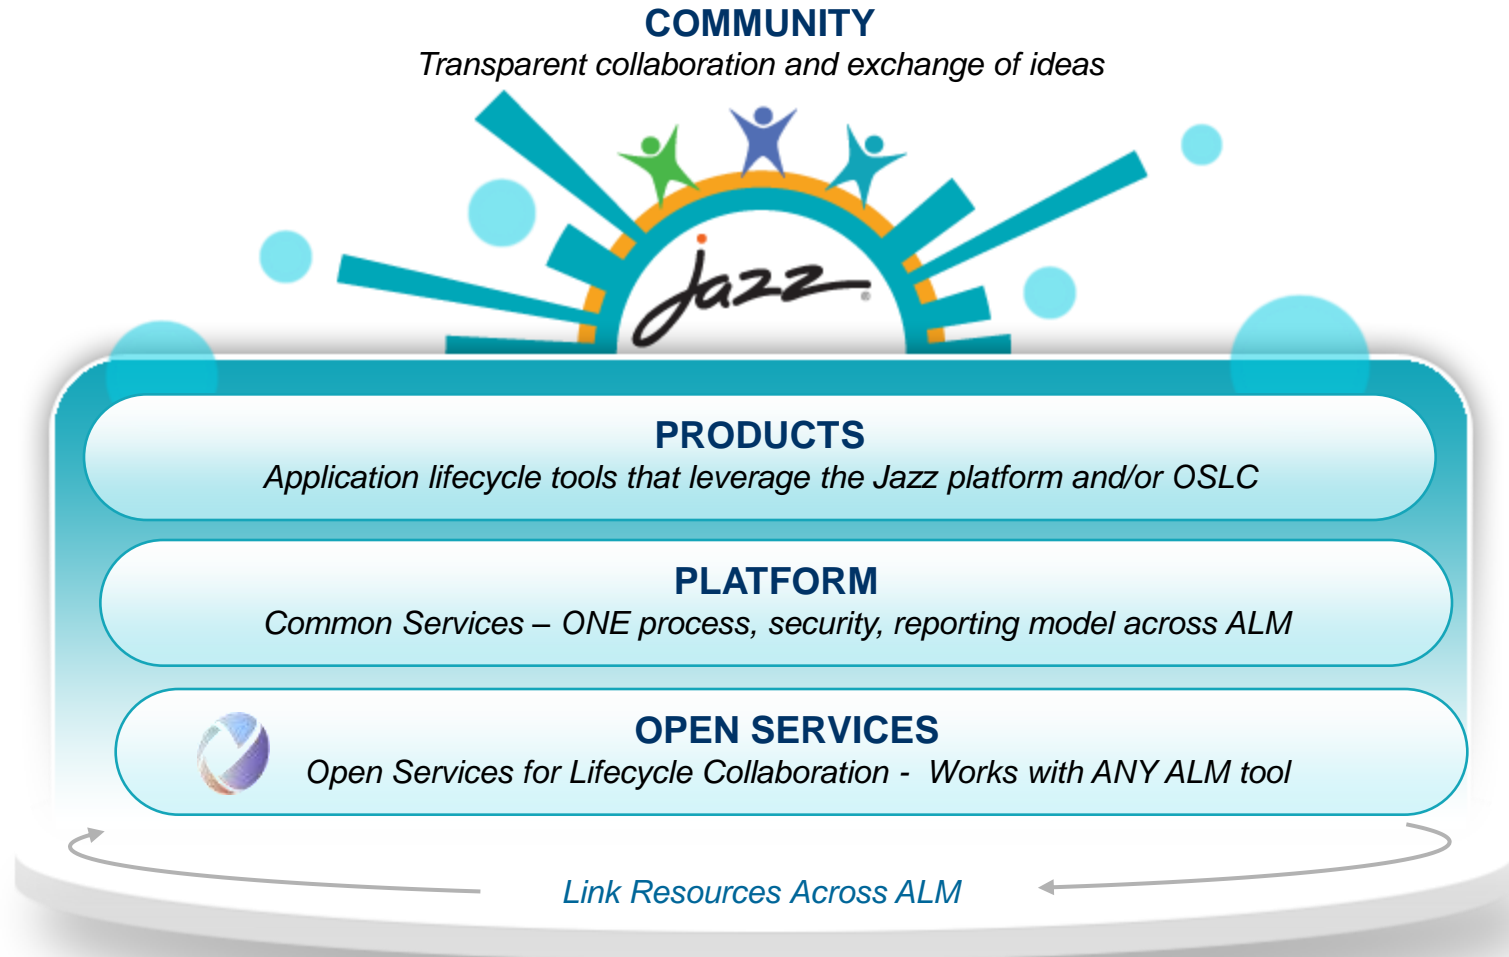 COMMUNITY
Transparent collaboration and exchange of ideas
jazz®
PRODUCTS
Application lifecycle tools that leverage the Jazz platform and/or OSLC
PLATFORM
Common Services – ONE process, security, reporting model across ALM
OPEN SERVICES
Open Services for Lifecycle Collaboration - Works with ANY ALM tool
Link Resources Across ALM